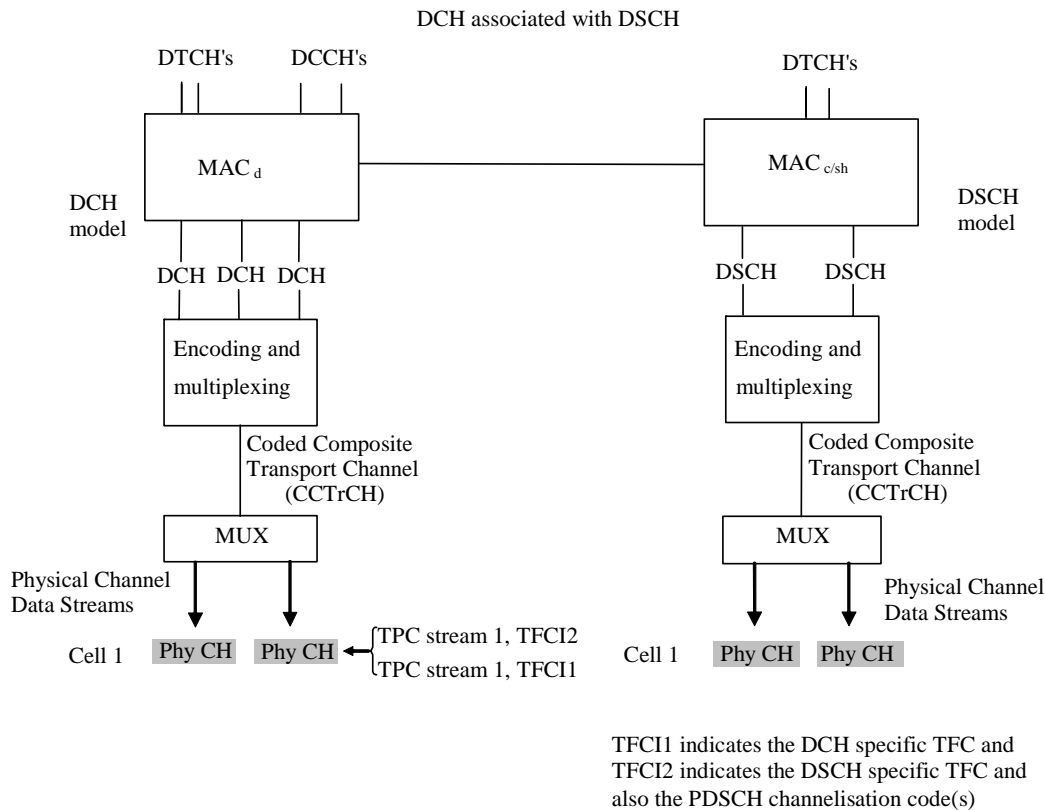 DCH associated with DSCH
DTCH's
DCCH's
DTCH's
MAC d
MAC c/sh
DCH
model
DSCH
model
DCH
DCH
DCH
DSCH
DSCH
Encoding and
multiplexing
Encoding and
multiplexing
Coded Composite
Transport Channel
(CCTrCH)
Coded Composite
Transport Channel
(CCTrCH)
MUX
MUX
Physical Channel
Data Streams
Physical Channel
Data Streams
Cell 1
Phy CH
Phy CH
TPC stream 1, TFCI2
TPC stream 1, TFCI1
Cell 1
Phy CH
Phy CH
TFCI1 indicates the DCH specific TFC and
TFCI2 indicates the DSCH specific TFC and
also the PDSCH channelisation code(s)